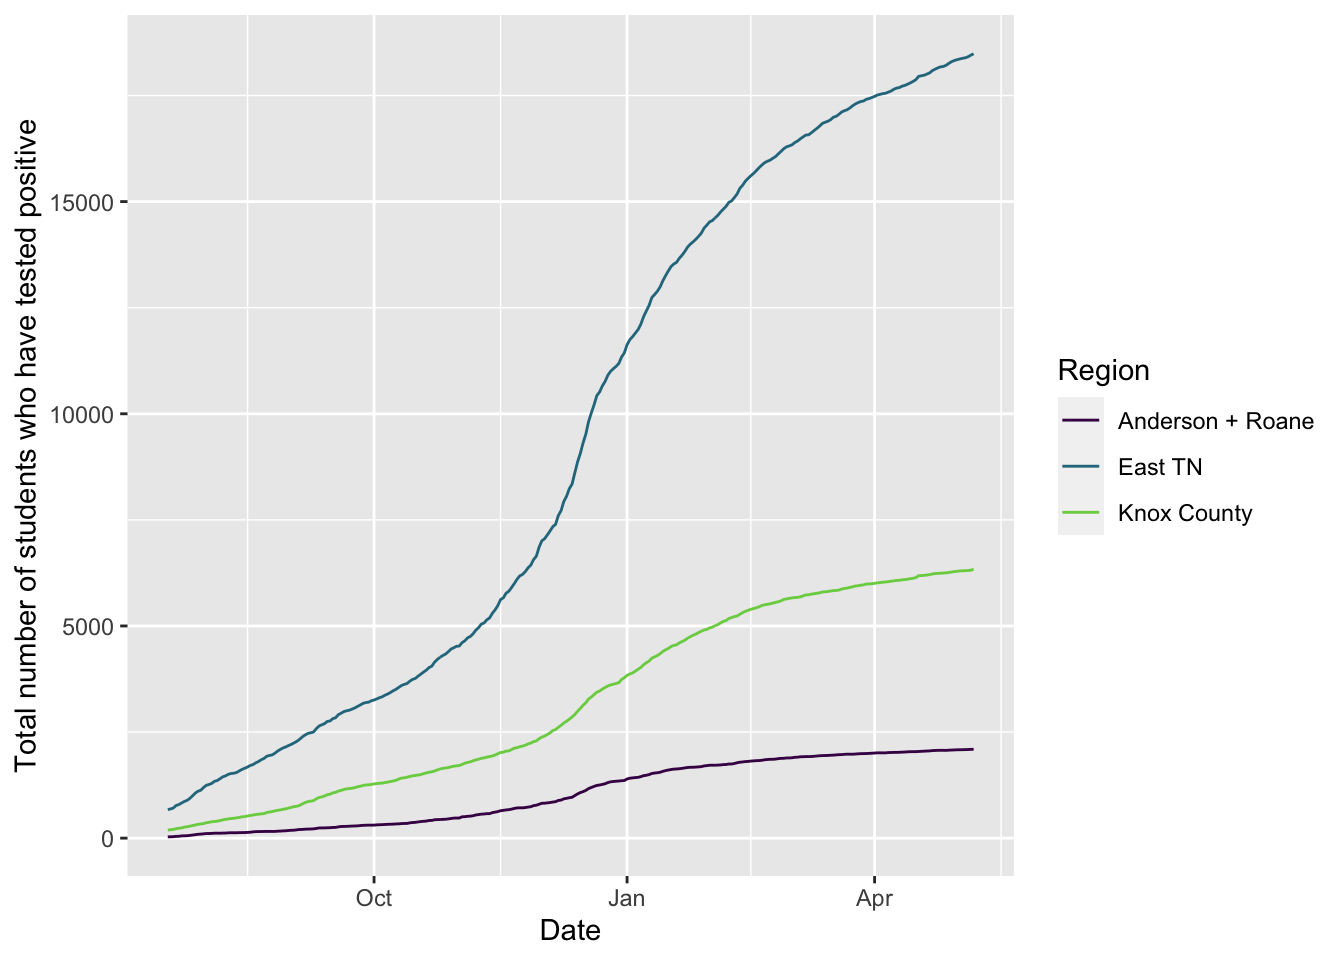 Total number of students who have tested positive
15000
10000
5000
0
Oct
Jan
Apr
Date
Region
Anderson + Roane
East TN
Knox County